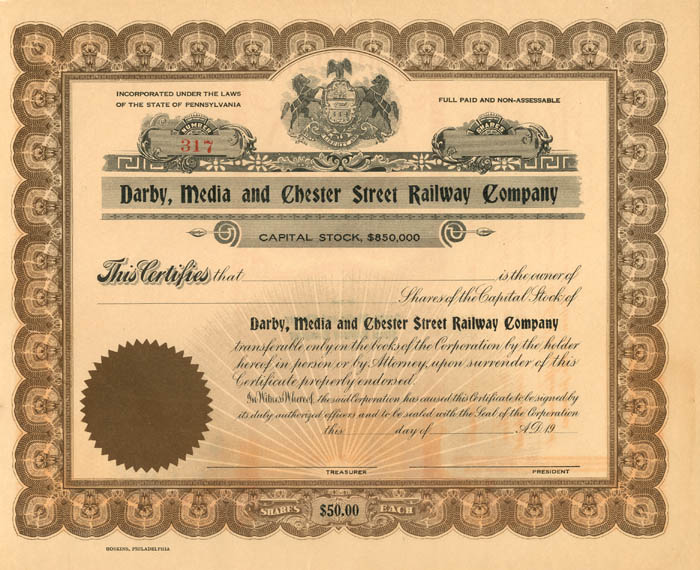 INCORPORATED UNDER THE LAWS
OF THE STATE OF PENNSYLVANIA
FULL PAID AND NON-ASSESSABLE
NUMBER
317
SHARES
Darby, Media and Chester Street Railway Company
CAPITAL STOCK, $850,000
This Certifies that is the owner of
Shares of the Capital Stock of
Darby, Media and Chester Street Railway Company
transferable only on the books of the Corporation by the holder
hereof in person or by Attorney, upon surrender of this
Certificate properly endorsed.
In Witness Whereof, the said Corporation, has caused this Certificate to be signed by
its duly authorized officers and to be sealed with the Seal of the Corporation
this day of A.D. 19
TREASURER
PRESIDENT
SHARES $50.00 EACH
HOSKINS, PHILADELPHIA